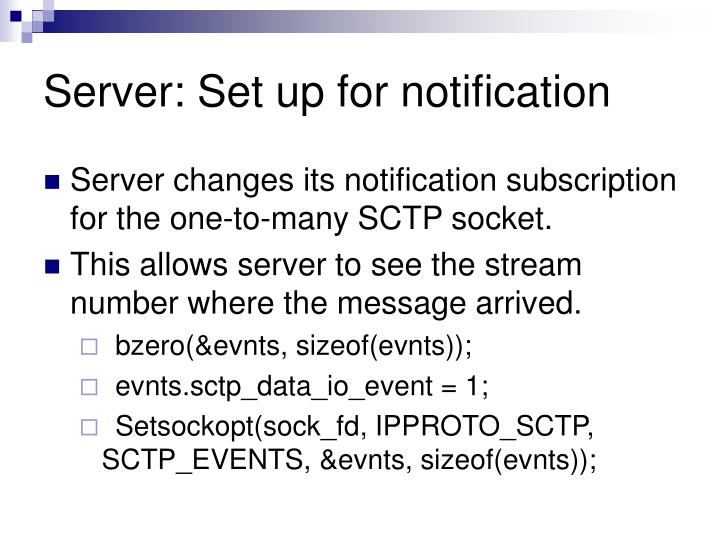 Server: Set up for notification
Server changes its notification subscription
for the one-to-many SCTP socket.
This allows server to see the stream
number where the message arrived.
bzero(&evnts, sizeof(evnts));
evnts.sctp_data_io_event = 1;
Setsockopt(sock_fd, IPPROTO_SCTP,
SCTP_EVENTS, &evnts, sizeof(evnts));